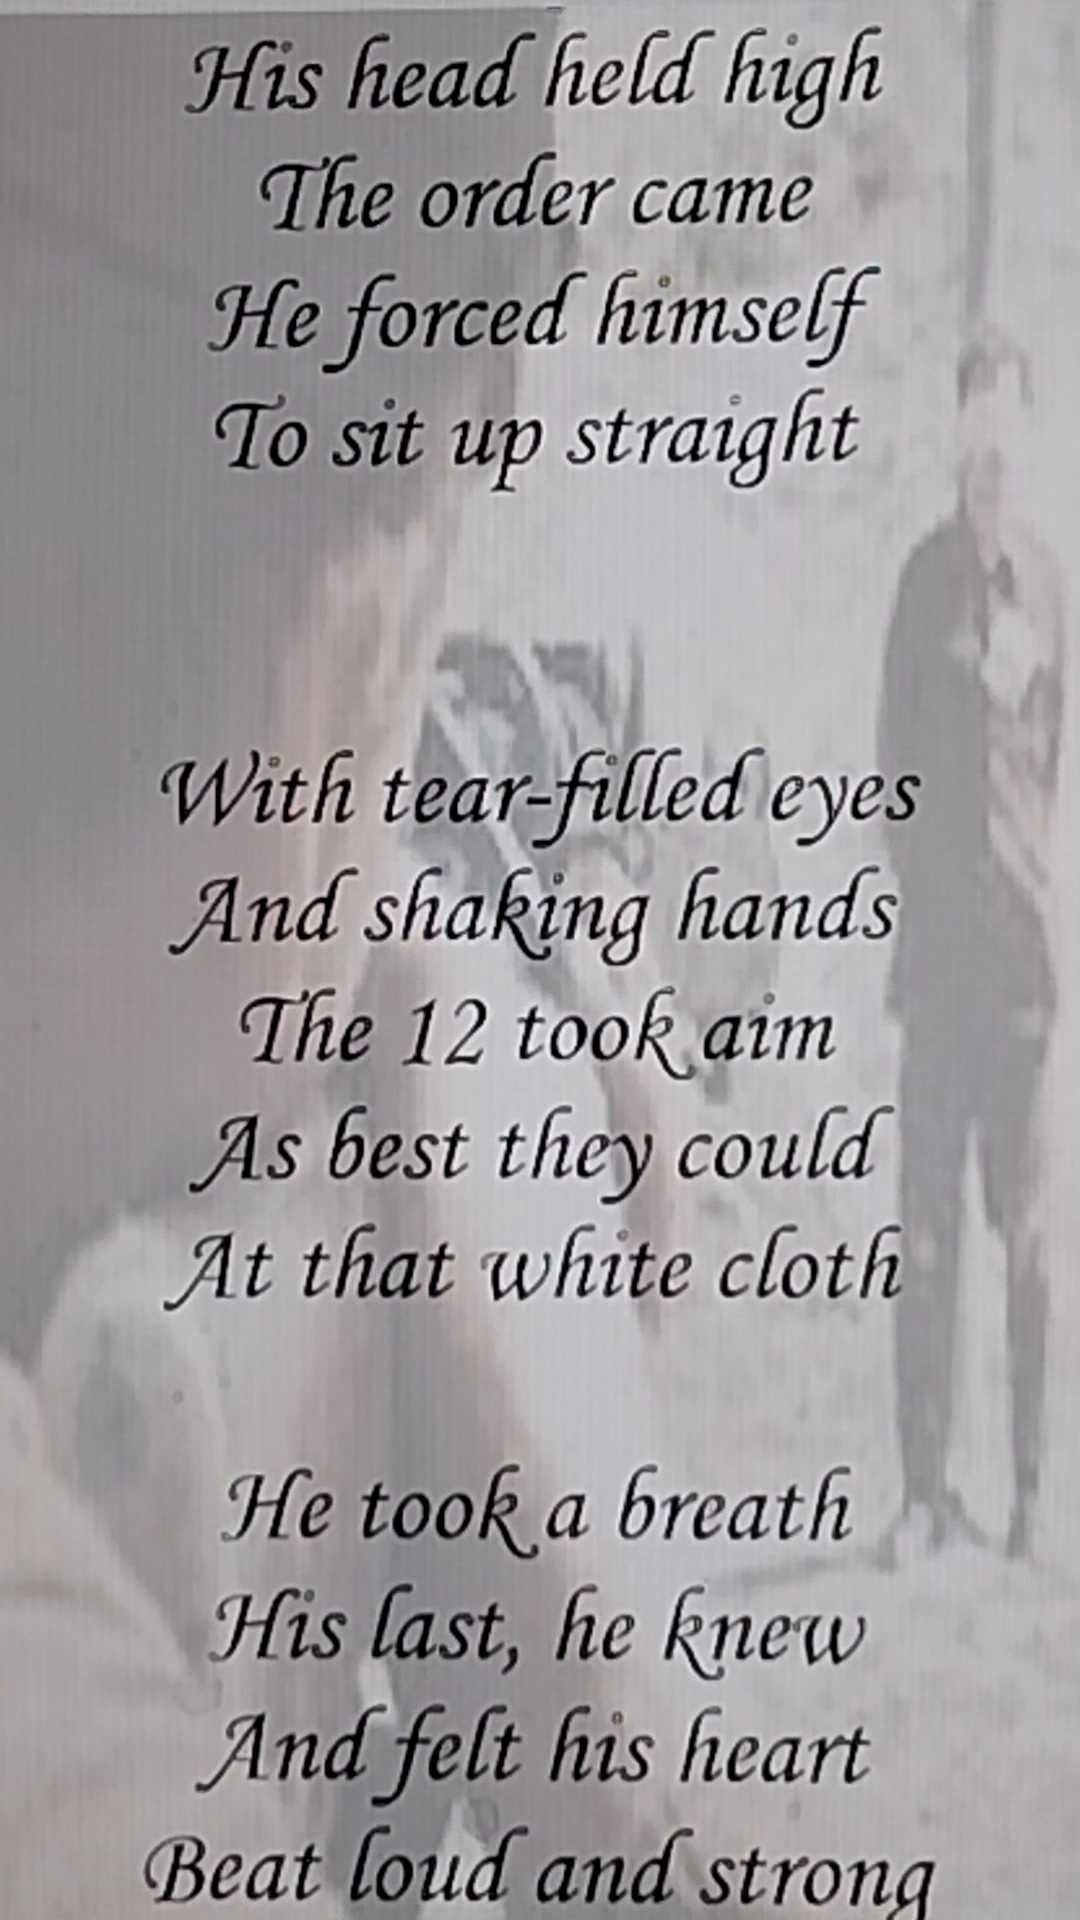 His head held high
The order came
He forced himself
To sit up straight
With tear-filled eyes
And shaking hands
The 12 took aim
As best they could
At that white cloth
He took a breath
His last, he knew
And felt his heart
Beat loud and strong